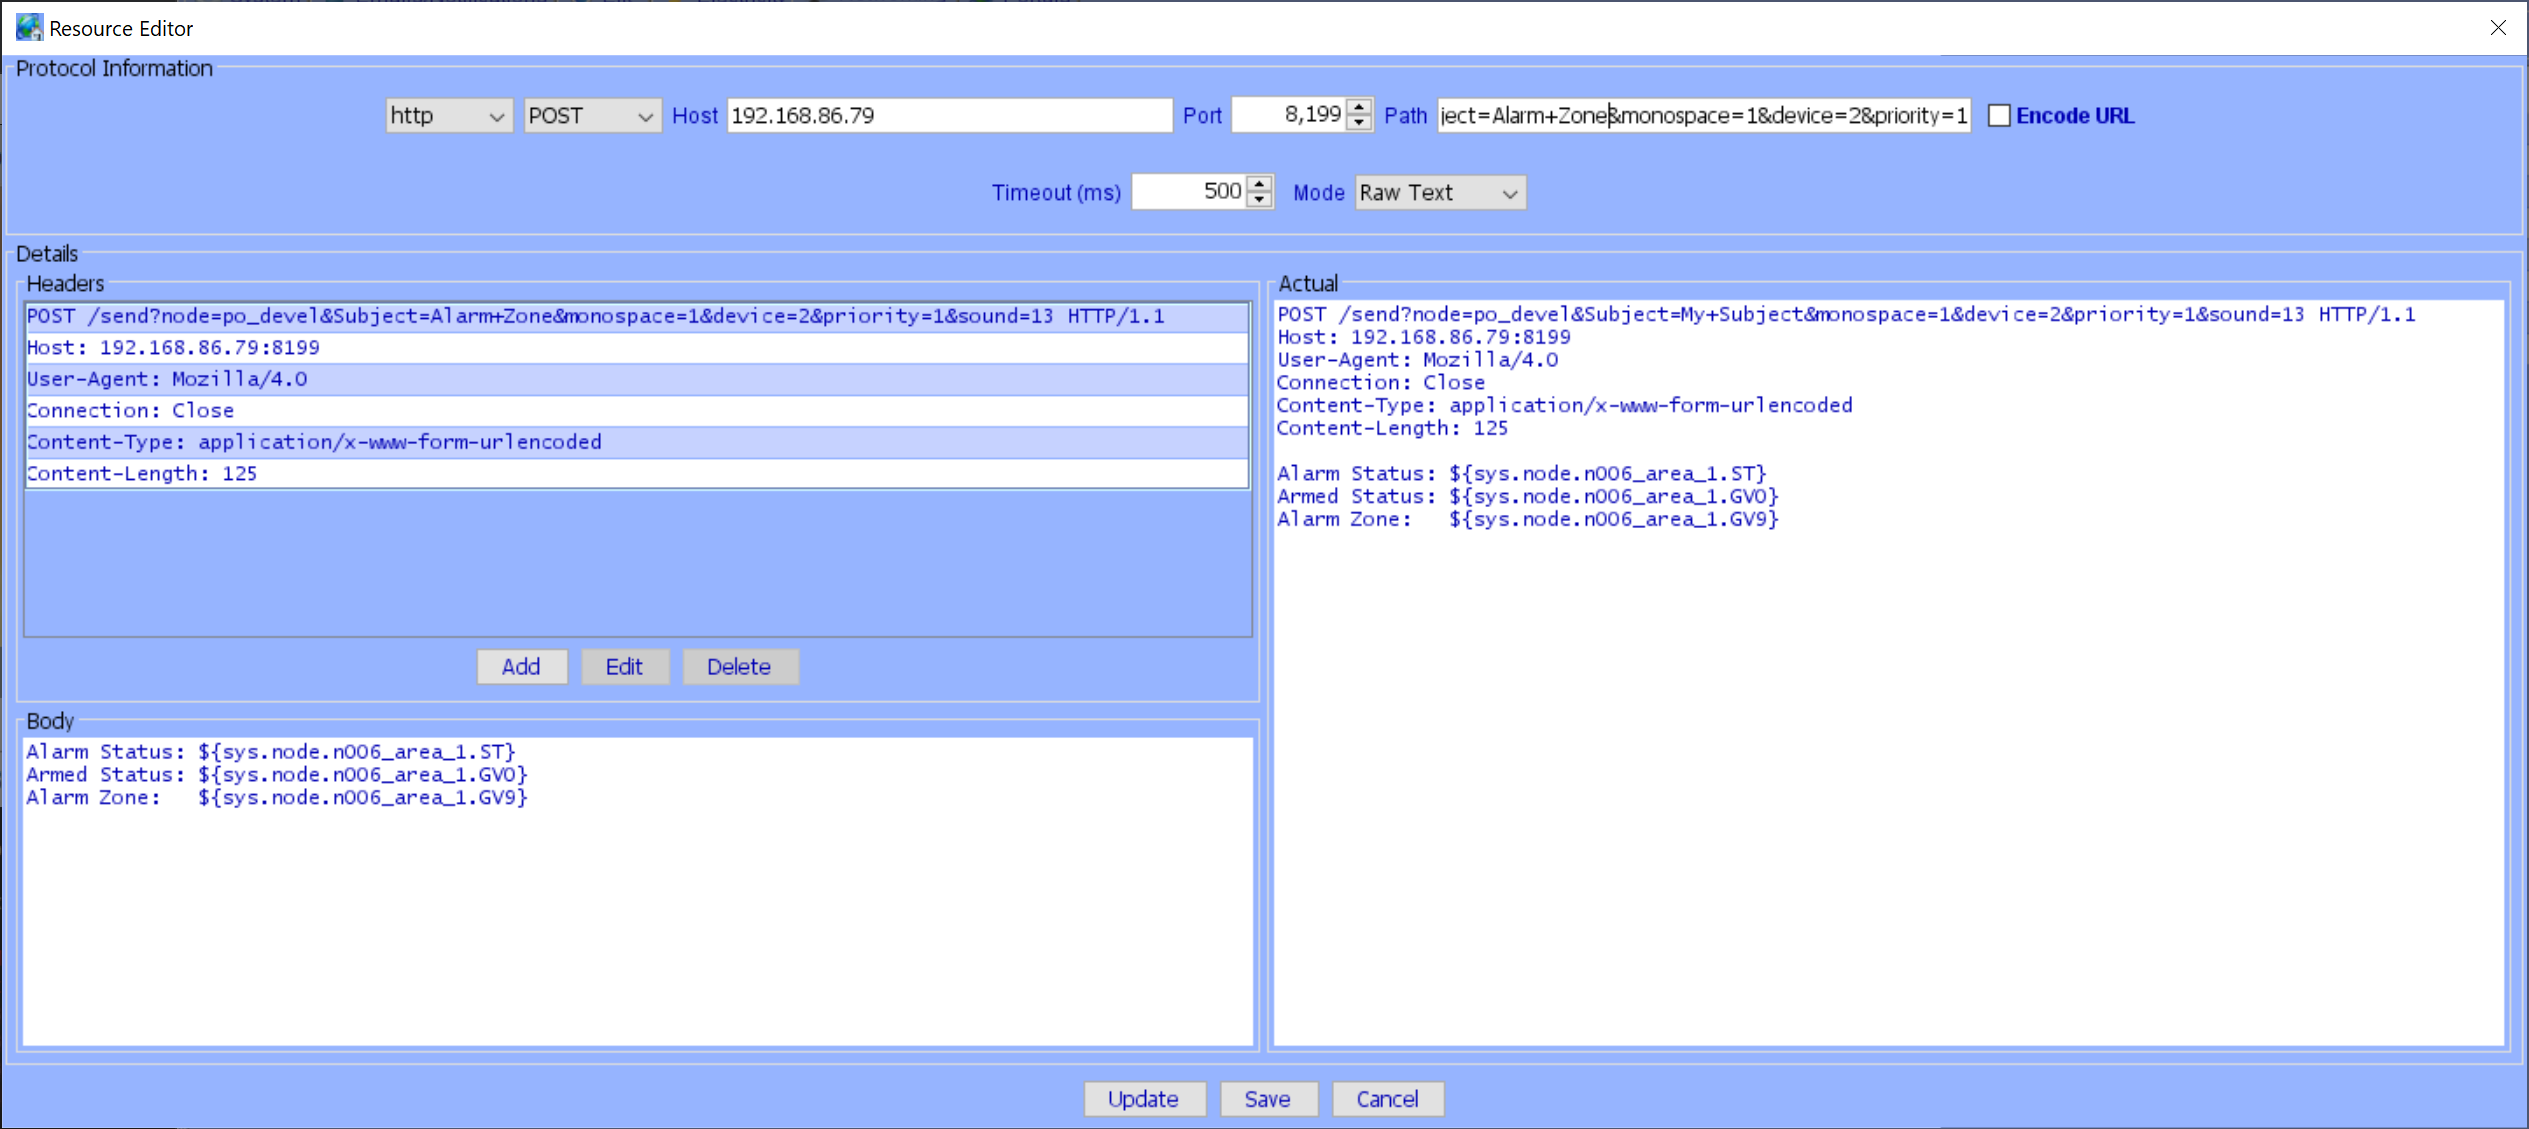 Resource Editor
Protocol Information
http POST Host 192.168.86.79 Port 8,199 Path ject=Alarm+Zone&monospace=1&device=2&priority=1 Encode URL
Timeout (ms) 500 Mode Raw Text
Details
Headers
POST /send?node=po_devel&Subject=Alarm+Zone&monospace=1&device=2&priority=1&sound=13 HTTP/1.1
Host: 192.168.86.79:8199
User-Agent: Mozilla/4.0
Connection: Close
Content-Type: application/x-www-form-urlencoded
Content-Length: 125
Add Edit Delete
Body
Alarm Status: ${sys.node.n006_area_1.ST}
Armed Status: ${sys.node.n006_area_1.GV0}
Alarm Zone:   ${sys.node.n006_area_1.GV9}
Actual
POST /send?node=po_devel&Subject=My+Subject&monospace=1&device=2&priority=1&sound=13 HTTP/1.1
Host: 192.168.86.79:8199
User-Agent: Mozilla/4.0
Connection: Close
Content-Type: application/x-www-form-urlencoded
Content-Length: 125
Alarm Status: ${sys.node.n006_area_1.ST}
Armed Status: ${sys.node.n006_area_1.GV0}
Alarm Zone:   ${sys.node.n006_area_1.GV9}
Update Save Cancel